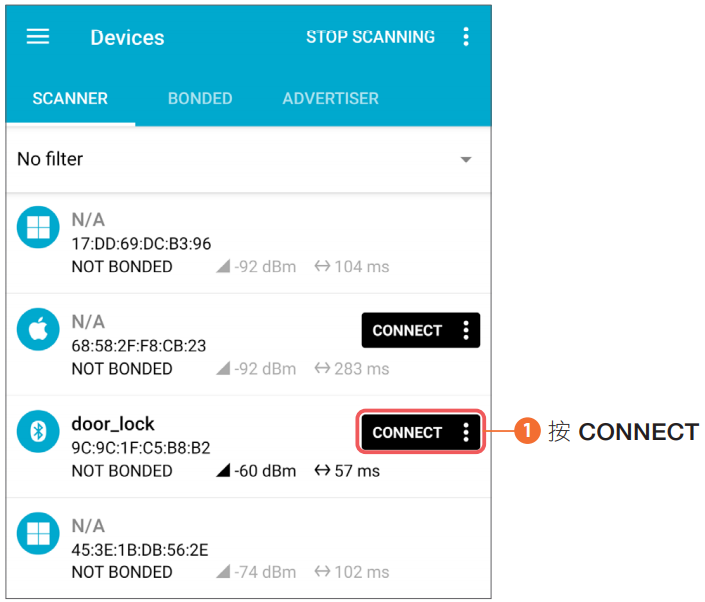 Devices STOP SCANNING
SCANNER BONDED ADVERTISER
No filter
N/A
17:DD:69:DC:B3:96
NOT BONDED -92 dBm 104 ms
N/A
CONNECT
68:58:2F:F8:CB:23
NOT BONDED -92 dBm 283 ms
door_lock
CONNECT
1 按 CONNECT
9C:9C:1F:C5:B8:B2
NOT BONDED -60 dBm 57 ms
N/A
45:3E:1B:DB:56:2E
NOT BONDED -74 dBm 102 ms